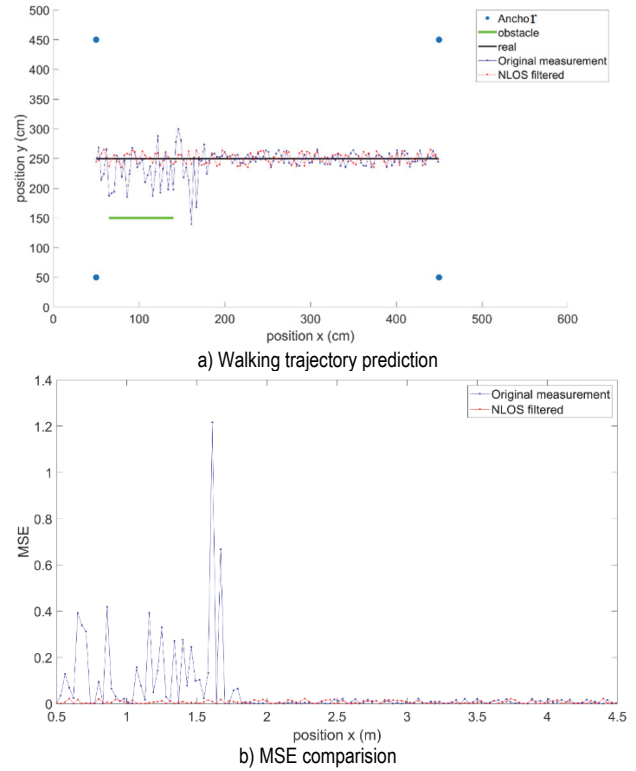 500
450
400
350
300
250
200
150
100
50
0
position y (cm)
Anchor
obstacle
real
Original measurement
NLOS filtered
0 100 200 300 400 500 600
position x (cm)
a) Walking trajectory prediction
1.4
1.2
1
0.8
0.6
0.4
0.2
0
MSE
Original measurement
NLOS filtered
0.5 1 1.5 2 2.5 3 3.5 4 4.5
position x (m)
b) MSE comparision